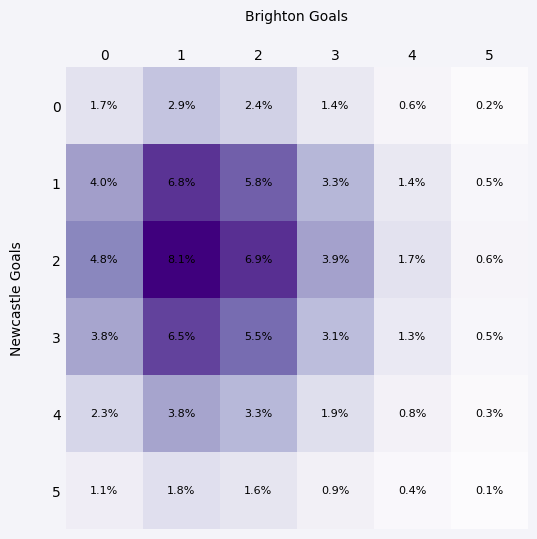 Brighton Goals
0 1 2 3 4 5
0 1.7% 2.9% 2.4% 1.4% 0.6% 0.2%
1 4.0% 6.8% 5.8% 3.3% 1.4% 0.5%
2 4.8% 8.1% 6.9% 3.9% 1.7% 0.6%
3 3.8% 6.5% 5.5% 3.1% 1.3% 0.5%
4 2.3% 3.8% 3.3% 1.9% 0.8% 0.3%
5 1.1% 1.8% 1.6% 0.9% 0.4% 0.1%
Newcastle Goals